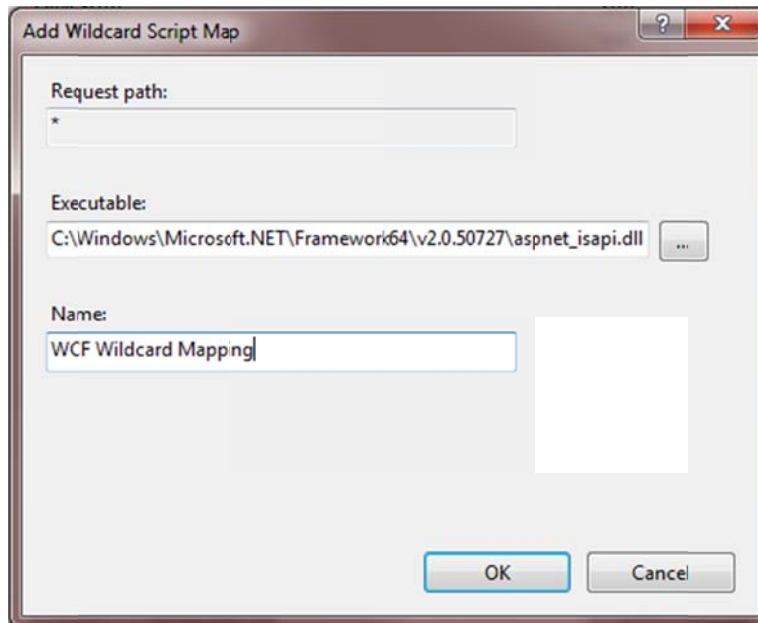 Add Wildcard Script Map
?
Request path:
*
Executable:
C:\Windows\Microsoft.NET\Framework64\v2.0.50727\aspnet_isapi.dll
...
Name:
WCF Wildcard Mapping
OK
Cancel